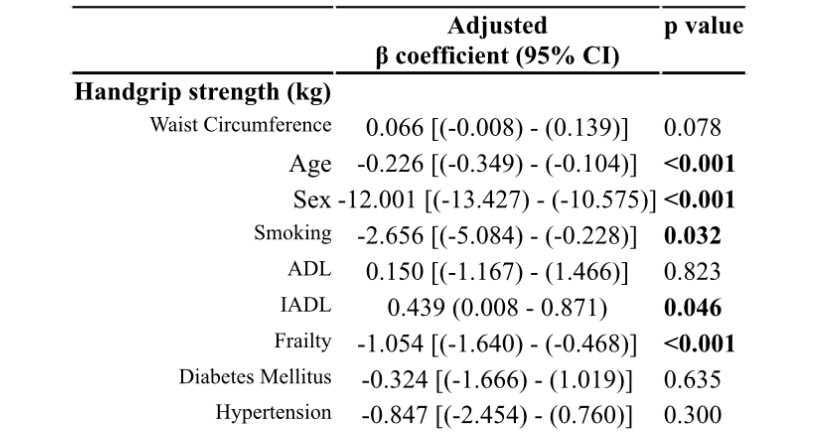 Adjusted p value
β coefficient (95% CI)
Handgrip strength (kg)
Waist Circumference 0.066 [(-0.008) - (0.139)] 0.078
Age -0.226 [(-0.349) - (-0.104)] <0.001
Sex -12.001 [(-13.427) - (-10.575)] <0.001
Smoking -2.656 [(-5.084) - (-0.228)] 0.032
ADL 0.150 [(-1.167) - (1.466)] 0.823
IADL 0.439 (0.008 - 0.871) 0.046
Frailty -1.054 [(-1.640) - (-0.468)] <0.001
Diabetes Mellitus -0.324 [(-1.666) - (1.019)] 0.635
Hypertension -0.847 [(-2.454) - (0.760)] 0.300